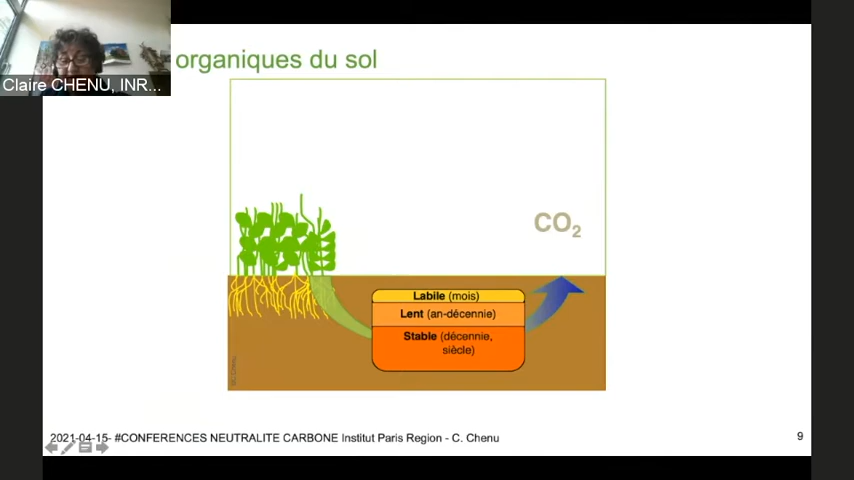 organiques du sol
Claire CHENU, INR...
CO2
Labile (mois)
Lent (an-décennie)
Stable (décennie,
siècle)
2021-04-15- #CONFERENCES NEUTRALITE CARBONE Institut Paris Region - C. Chenu
9